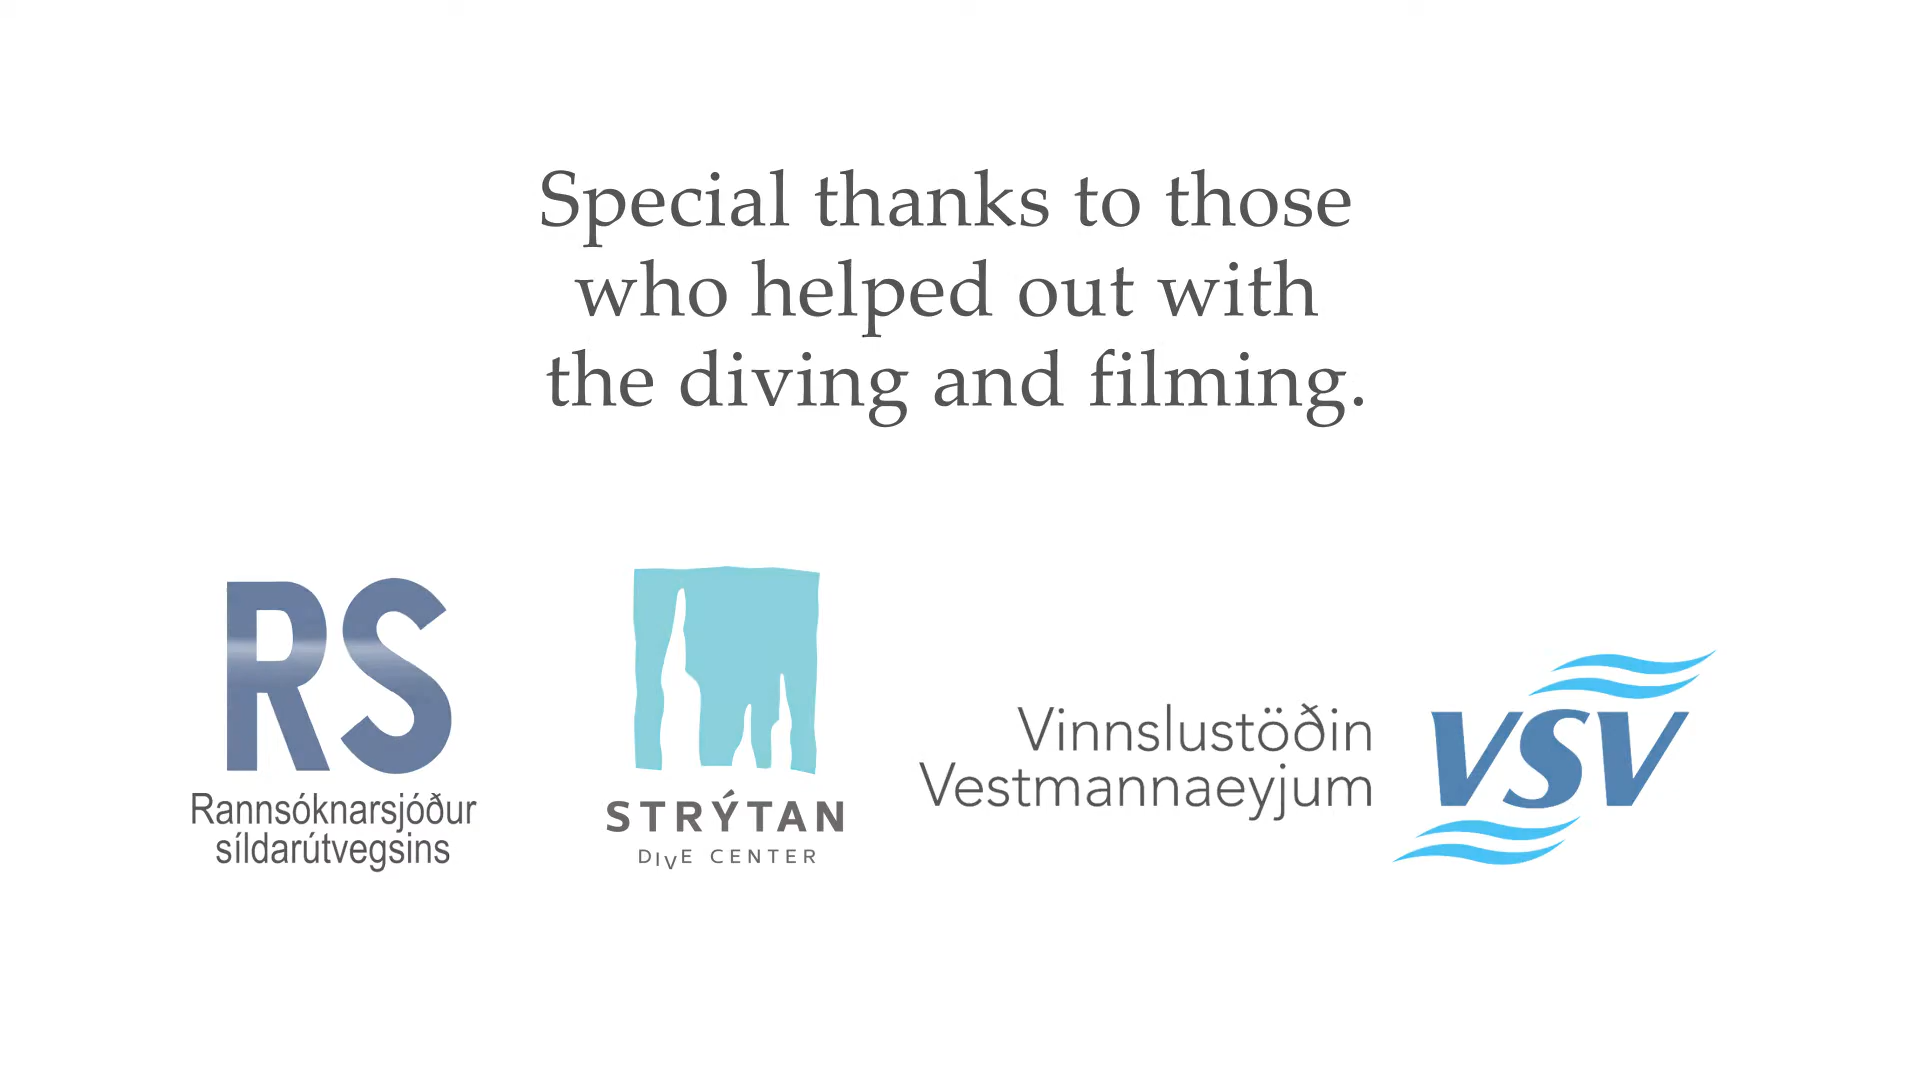 Special thanks to those
who helped out with
the diving and filming.
RS
Rannsóknarsjóður
síldarútvegsins
STRÝTAN
DIVE CENTER
Vinnslustöðin
Vestmannaeyjum
VSV